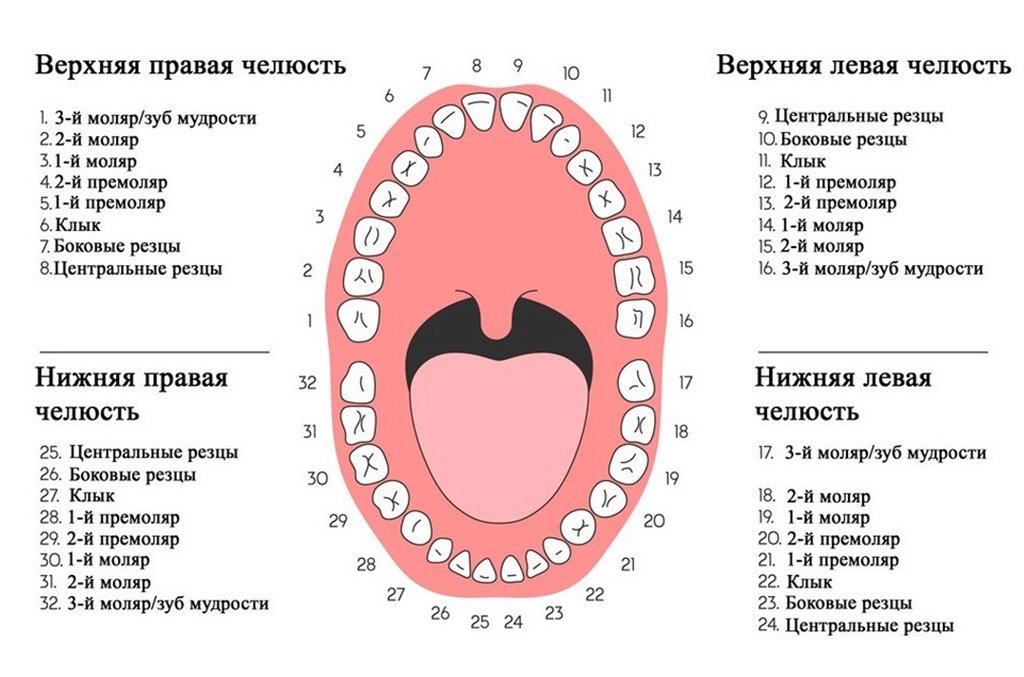 Верхняя правая челюсть
1. 3-й моляр/зуб мудрости
2. 2-й моляр
3. 1-й моляр
4. 2-й премоляр
5. 1-й премоляр
6. Клык
7. Боковые резцы
8. Центральные резцы
Нижняя правая
челюсть
25. Центральные резцы
26. Боковые резцы
27. Клык
28. 1-й премоляр
29. 2-й премоляр
30. 1-й моляр
31. 2-й моляр
32. 3-й моляр/зуб мудрости
1
2
3
4
5
6
7
8
9
10
11
12
13
14
15
16
17
18
19
20
21
22
23
24
25
26
27
28
29
30
31
32
Верхняя левая челюсть
9. Центральные резцы
10. Боковые резцы
11. Клык
12. 1-й премоляр
13. 2-й премоляр
14. 1-й моляр
15. 2-й моляр
16. 3-й моляр/зуб мудрости
Нижняя левая
челюсть
17. 3-й моляр/зуб мудрости
18. 2-й моляр
19. 1-й моляр
20. 2-й премоляр
21. 1-й премоляр
22. Клык
23. Боковые резцы
24. Центральные резцы